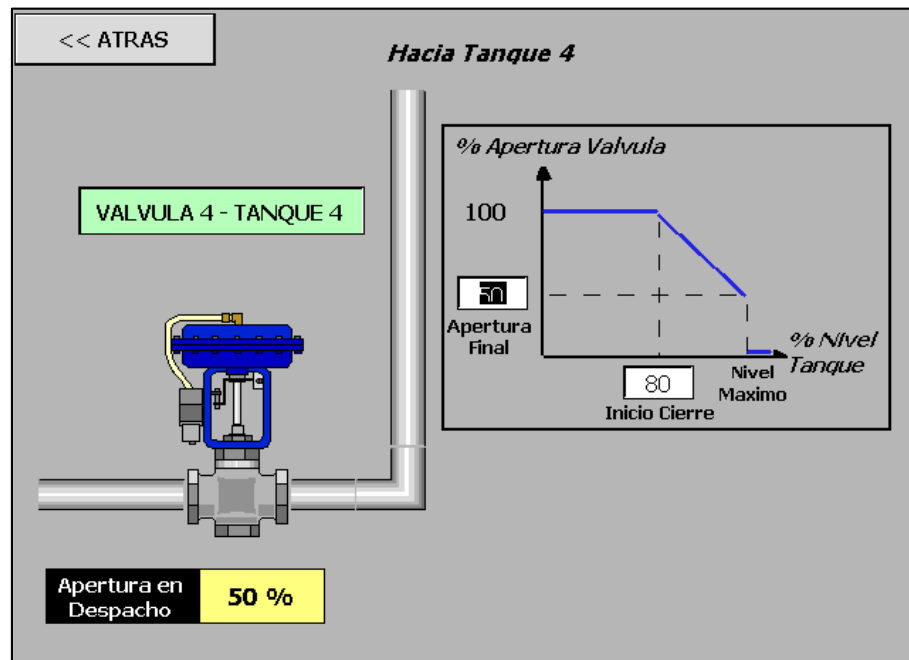 << ATRAS
Hacia Tanque 4
% Apertura Valvula
VALVULA 4 - TANQUE 4
100
Apertura
Final
% Nivel
Tanque
Nivel
Maximo
80
Inicio Cierre
Apertura en
Despacho
50 %